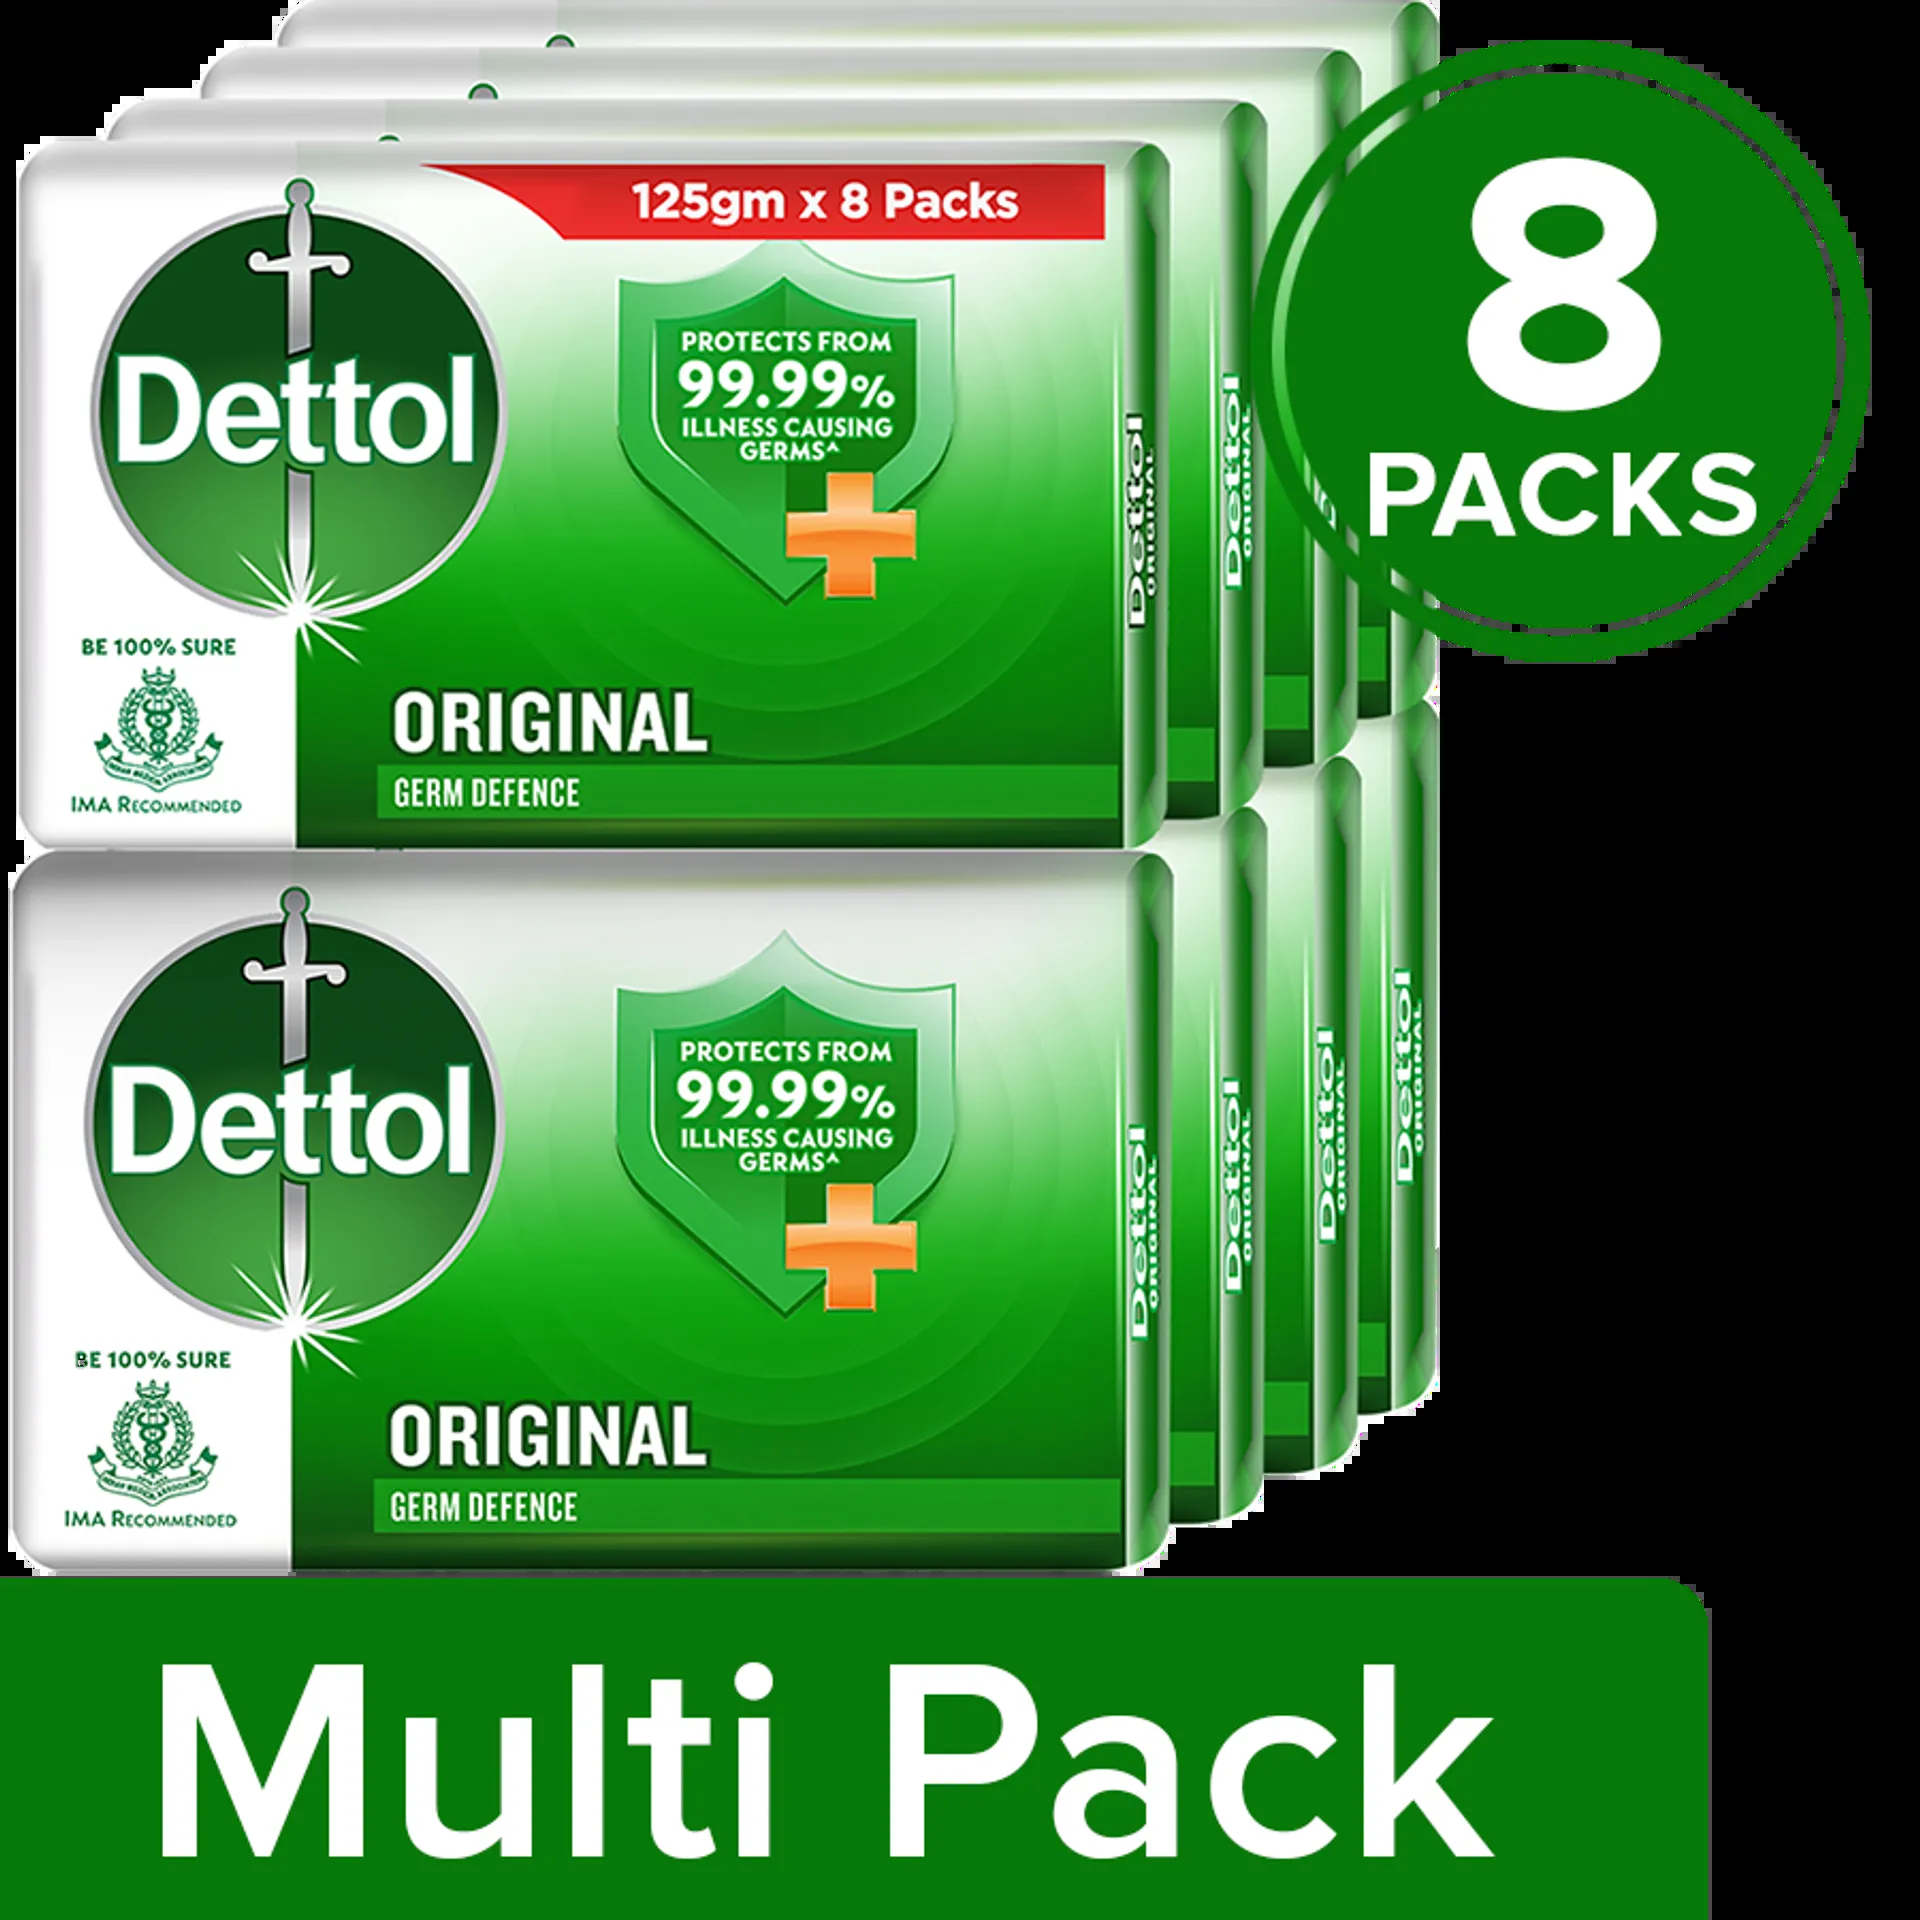 125gm x 8 Packs
8
PACKS
Dettol
PROTECTS FROM
99.99%
ILLNESS CAUSING
GERMS^
BE 100% SURE
IMA RECOMMENDED
ORIGINAL
GERM DEFENCE
Dettol
ORIGINAL
Dettol
ORIGINAL
Dettol
PROTECTS FROM
99.99%
ILLNESS CAUSING
GERMS^
BE 100% SURE
IMA RECOMMENDED
ORIGINAL
GERM DEFENCE
Dettol
ORIGINAL
Dettol
ORIGINAL
Dettol
ORIGINAL
Dettol
ORIGINAL
Multi Pack